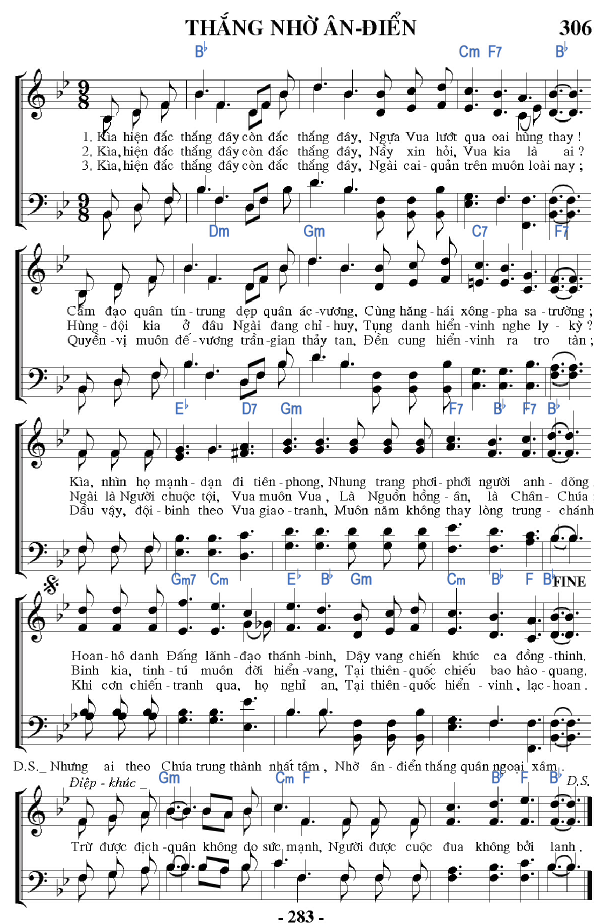 THẮNG NHỜ ÂN-ĐIỂN 306
B♭ Cm F7 B♭
1. Kìa, hiện đắc thắng đây còn đắc thắng đây, Ngựa Vua lướt qua oai hùng thay !
2. Kìa, hiện đắc thắng đây còn đắc thắng đây, Nầy xin hỏi, Vua kia là ai ?
3. Kìa, hiện đắc thắng đây còn đắc thắng đây, Ngài cai-quản trên muôn loài nay ;
Dm Gm C7 F7
Cầm đạo quân tín-trung dẹp quân ác-vương, Cùng hăng-hái xông-pha sa-trường ;
Hùng-đội kia ở đâu Ngài đang chỉ-huy, Tụng danh hiển-vinh nghe ly-kỳ ?
Quyền-vị muôn đế-vương trần-gian thảy tan, Đền cung hiển-vinh ra tro tàn ;
E♭ D7 Gm F7 B♭ F7 B♭
Kìa, nhìn họ mạnh-dạn đi tiên-phong, Nhung trang phơi-phới người anh-dõng
Ngài là Người chuộc tội, Vua muôn Vua, Là Nguồn hồng-ân, là Chân-Chúa
Dầu vậy, đội-binh theo Vua giao-tranh, Muôn năm không thay lòng trung-chánh
Gm7 Cm E♭ B♭ Gm Cm B♭ F B♭ FINE
Hoan-hô danh Đấng lãnh-đạo thánh-binh, Dậy vang chiến khúc ca đồng-thinh.
Binh kia, tinh-tú muôn đời hiển-vang, Tại thiên-quốc chiếu bao hào-quang.
Khi cơn chiến-tranh qua, họ nghỉ an, Tại thiên-quốc hiển-vinh, lạc-hoan.
D.S._ Nhưng ai theo Chúa trung thành nhất tâm, Nhờ ân-điển thắng quân ngoại xâm.
Điệp-khúc _ Gm Cm F B♭ F B♭ D.S.
Trừ được địch-quân không do sức mạnh, Người được cuộc đua không bởi lanh.
- 283 -